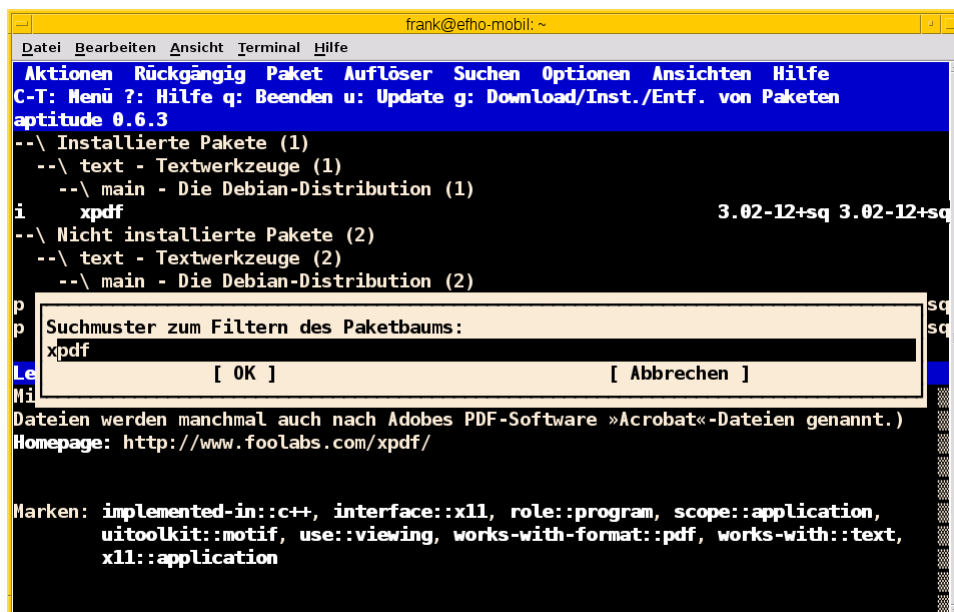 frank@efho-mobil: ~
Datei Bearbeiten Ansicht Terminal Hilfe
Aktionen Rückgängig Paket Auflöser Suchen Optionen Ansichten Hilfe
C-T: Menü ?: Hilfe q: Beenden u: Update g: Download/Inst./Entf. von Paketen
aptitude 0.6.3
--\ Installierte Pakete (1)
--\ text - Textwerkzeuge (1)
--\ main - Die Debian-Distribution (1)
i xpdf 3.02-12+sq 3.02-12+sq
--\ Nicht installierte Pakete (2)
--\ text - Textwerkzeuge (2)
--\ main - Die Debian-Distribution (2)
p sq
p sq
Suchmuster zum Filtern des Paketbaums:
xpdf
[ OK ] [ Abbrechen ]
Le
Mi
Dateien werden manchmal auch nach Adobes PDF-Software »Acrobat«-Dateien genannt.)
Homepage: http://www.foolabs.com/xpdf/
Marken: implemented-in::c++, interface::x11, role::program, scope::application,
uitoolkit::motif, use::viewing, works-with-format::pdf, works-with::text,
x11::application